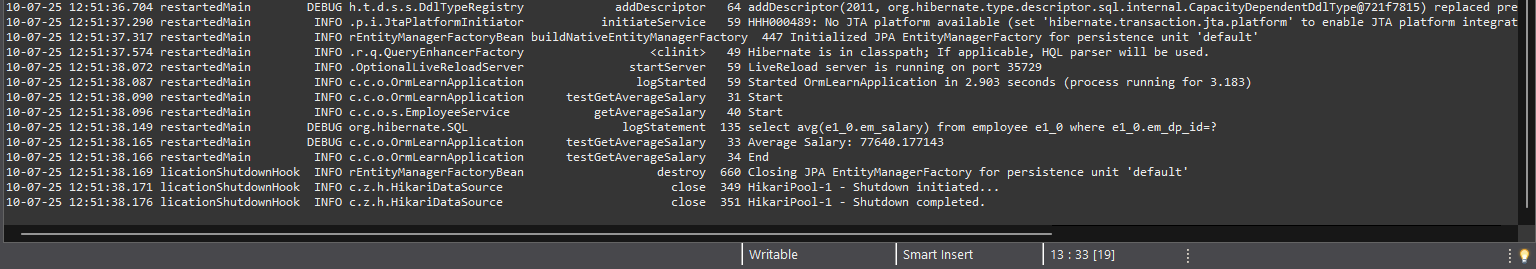 10-07-25 12:51:36.704 restartedMain DEBUG h.t.d.s.s.DdlTypeRegistry addDescriptor 64 addDescriptor(2011, org.hibernate.type.descriptor.sql.internal.CapacityDependentDdlType@721f7815) replaced pre
10-07-25 12:51:37.290 restartedMain INFO .p.i.JtaPlatformInitiator initiateService 59 HHH000489: No JTA platform available (set 'hibernate.transaction.jta.platform' to enable JTA platform integrat
10-07-25 12:51:37.317 restartedMain INFO rEntityManagerFactoryBean buildNativeEntityManagerFactory 447 Initialized JPA EntityManagerFactory for persistence unit 'default'
10-07-25 12:51:37.574 restartedMain INFO .r.q.QueryEnhancerFactory <clinit> 49 Hibernate is in classpath; If applicable, HQL parser will be used.
10-07-25 12:51:38.072 restartedMain INFO .OptionalLiveReloadServer startServer 59 LiveReload server is running on port 35729
10-07-25 12:51:38.087 restartedMain INFO c.c.o.OrmLearnApplication logStarted 59 Started OrmLearnApplication in 2.903 seconds (process running for 3.183)
10-07-25 12:51:38.090 restartedMain INFO c.c.o.OrmLearnApplication testGetAverageSalary 31 Start
10-07-25 12:51:38.096 restartedMain INFO c.c.o.s.EmployeeService getAverageSalary 40 Start
10-07-25 12:51:38.149 restartedMain DEBUG org.hibernate.SQL logStatement 135 select avg(e1_0.em_salary) from employee e1_0 where e1_0.em_dp_id=?
10-07-25 12:51:38.165 restartedMain DEBUG c.c.o.OrmLearnApplication testGetAverageSalary 33 Average Salary: 77640.177143
10-07-25 12:51:38.166 restartedMain INFO c.c.o.OrmLearnApplication testGetAverageSalary 34 End
10-07-25 12:51:38.169 licationShutdownHook INFO rEntityManagerFactoryBean destroy 660 Closing JPA EntityManagerFactory for persistence unit 'default'
10-07-25 12:51:38.171 licationShutdownHook INFO c.z.h.HikariDataSource close 349 HikariPool-1 - Shutdown initiated...
10-07-25 12:51:38.176 licationShutdownHook INFO c.z.h.HikariDataSource close 351 HikariPool-1 - Shutdown completed.
Writable Smart Insert 13 : 33 [19]